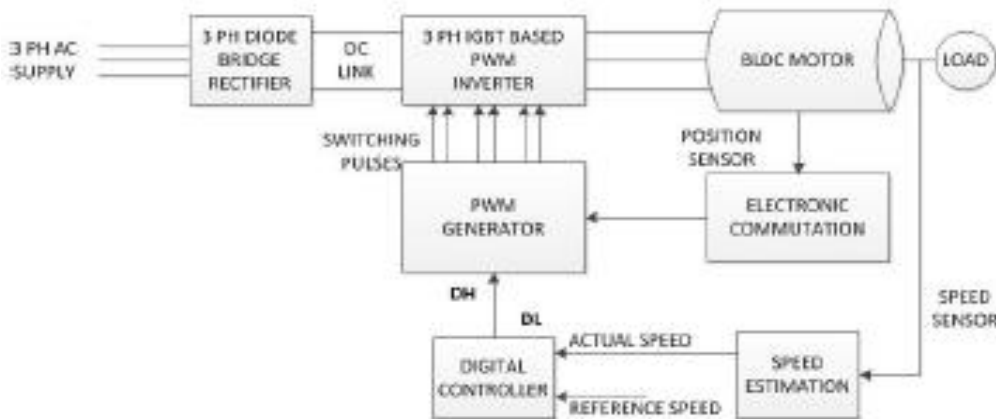 3 PH AC
SUPPLY
3 PH DIODE
BRIDGE
RECTIFIER
DC
LINK
3 PH IGBT BASED
PWM
INVERTER
BLDC MOTOR
LOAD
SWITCHING
PULSES
POSITION
SENSOR
PWM
GENERATOR
ELECTRONIC
COMMUTATION
DH
DL
SPEED
SENSOR
ACTUAL SPEED
DIGITAL
CONTROLLER
SPEED
ESTIMATION
REFERENCE SPEED